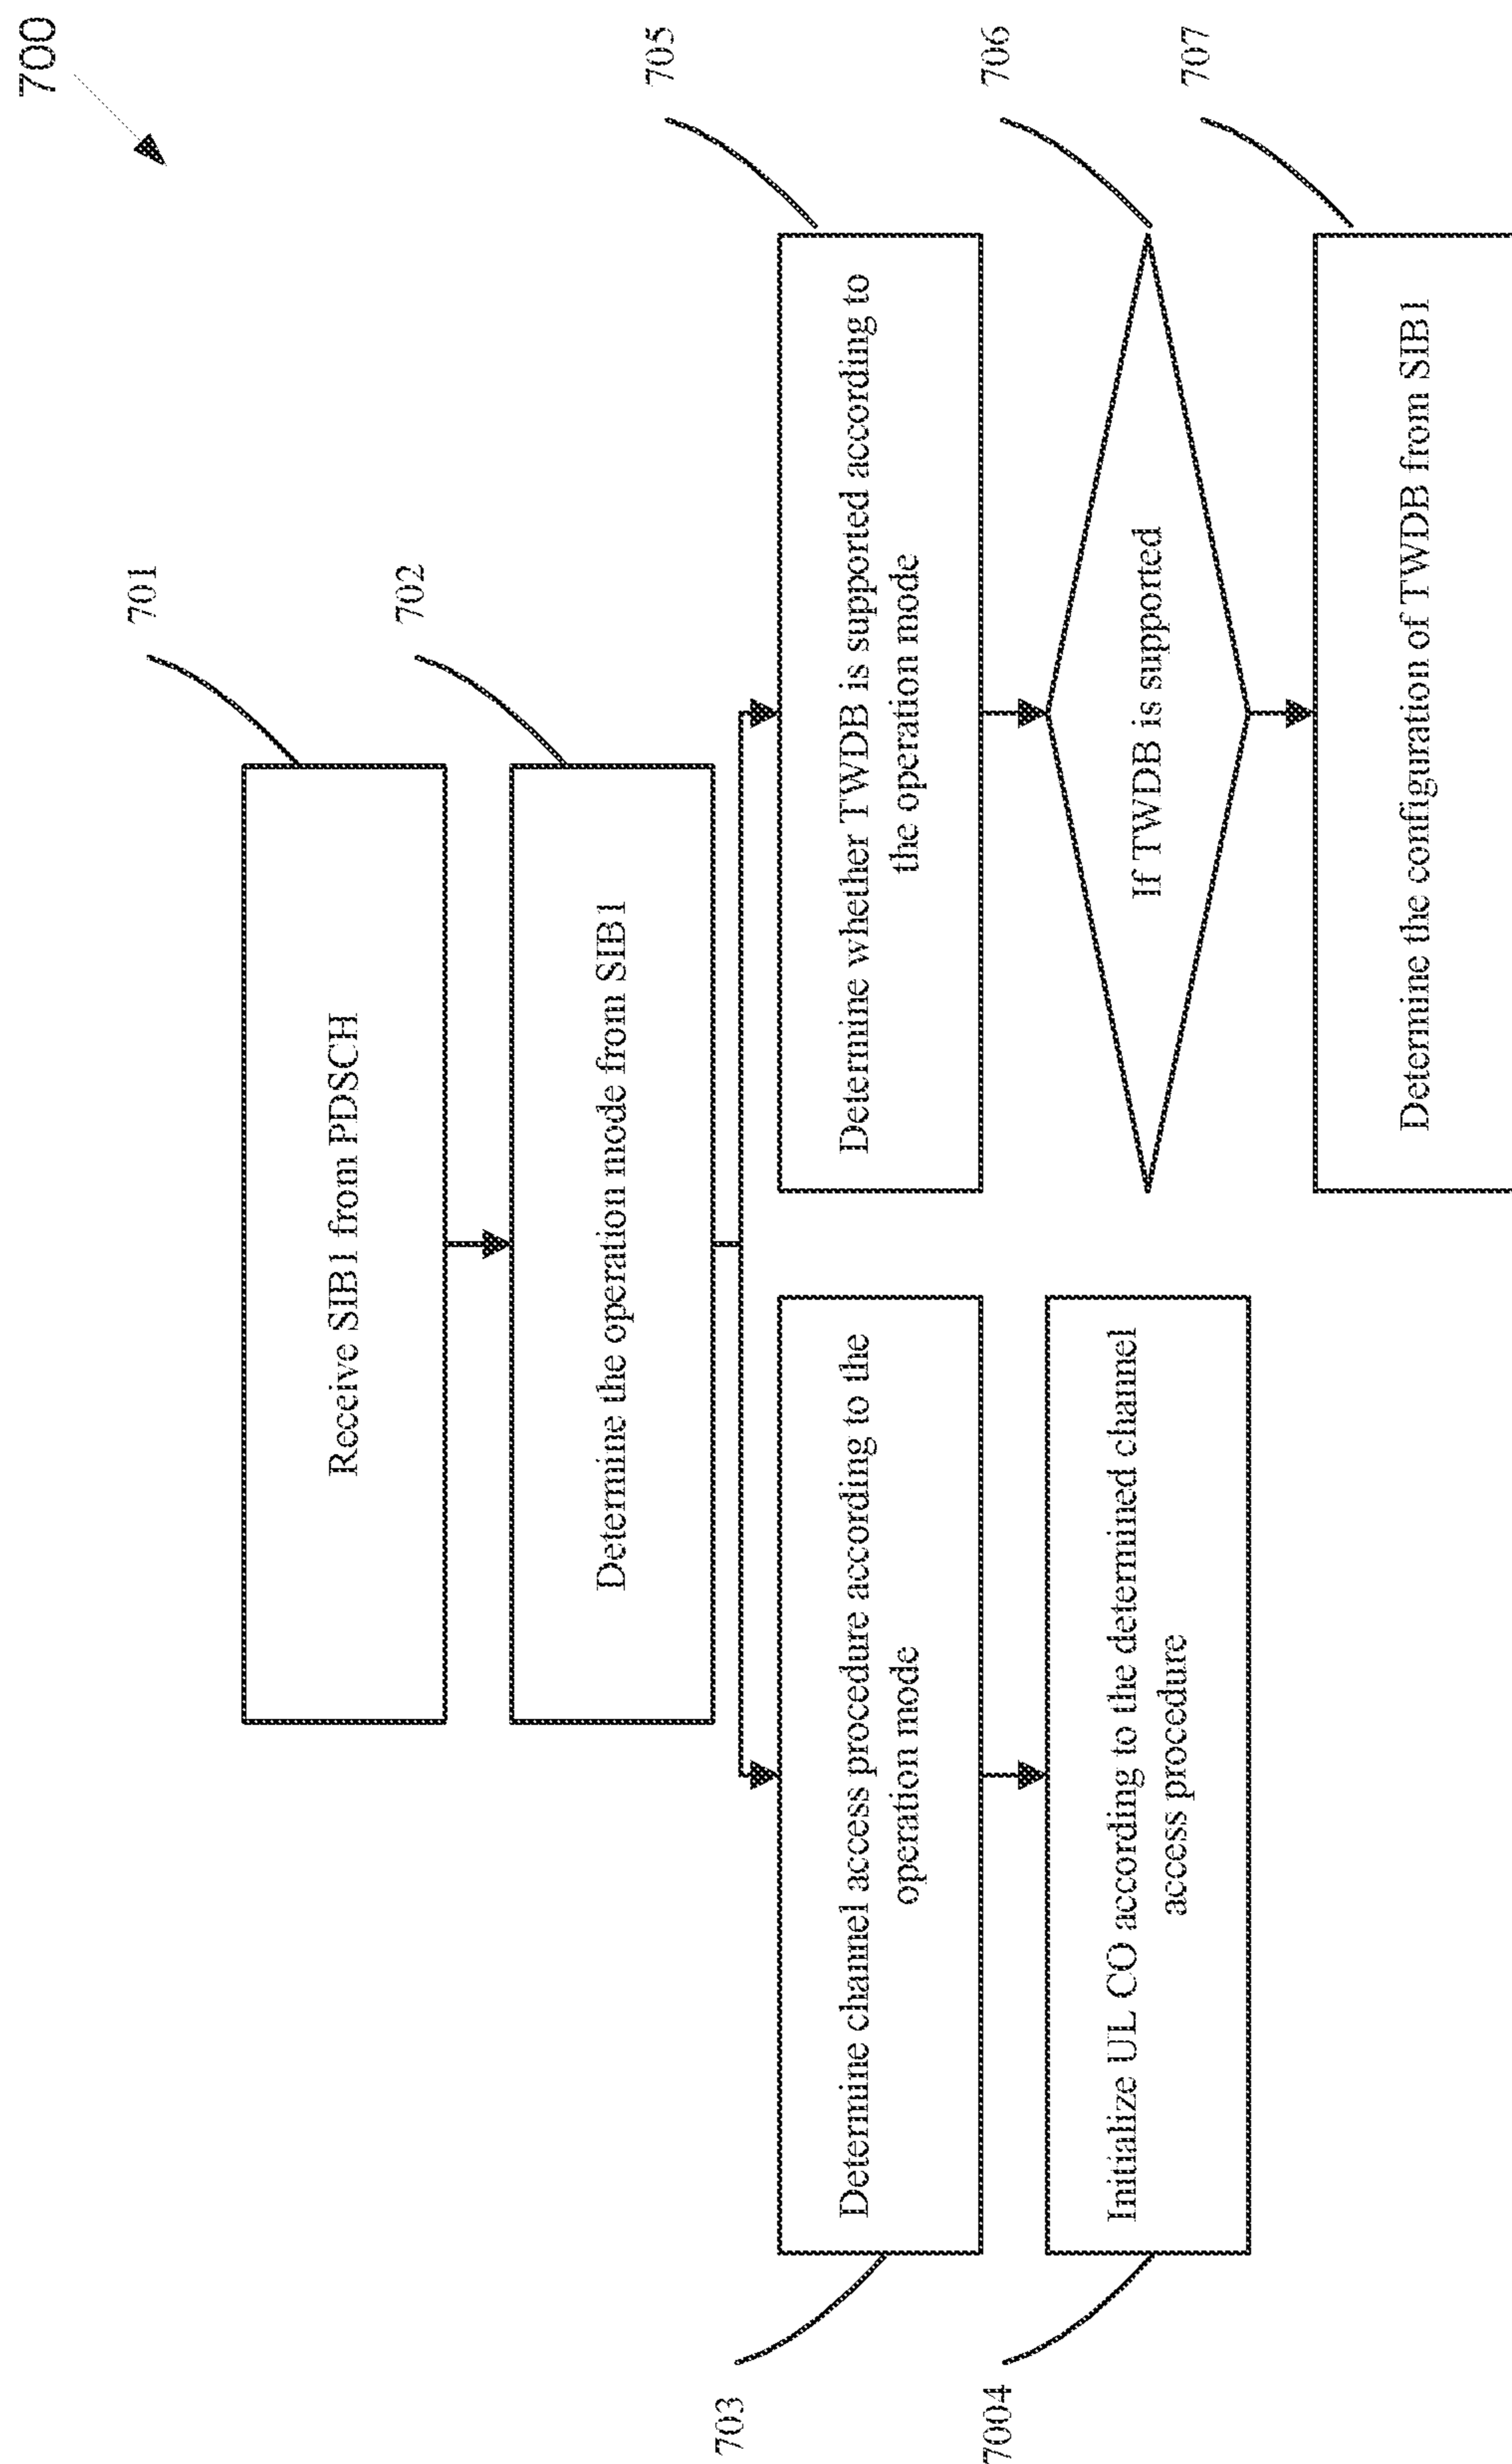 700
701
Receive SIB1 from PDSCH
702
Determine the operation mode from SIB1
703
Determine channel access procedure according to the
operation mode
7004
Initialize UL CO according to the determined channel
access procedure
705
Determine whether TWDB is supported according to
the operation mode
706
If TWDB is supported
707
Determine the configuration of TWDB from SIB1